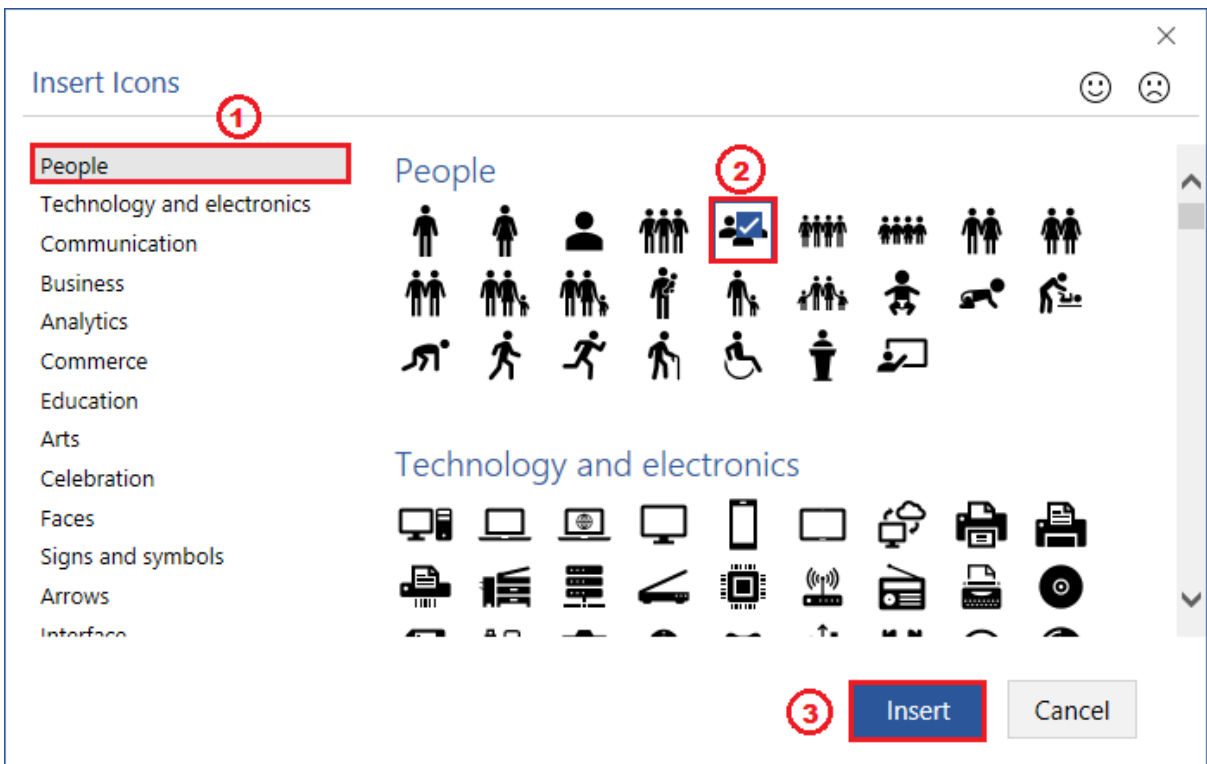 Insert Icons
1
People
Technology and electronics
Communication
Business
Analytics
Commerce
Education
Arts
Celebration
Faces
Signs and symbols
Arrows
Interface
People
2
Technology and electronics
3
Insert
Cancel